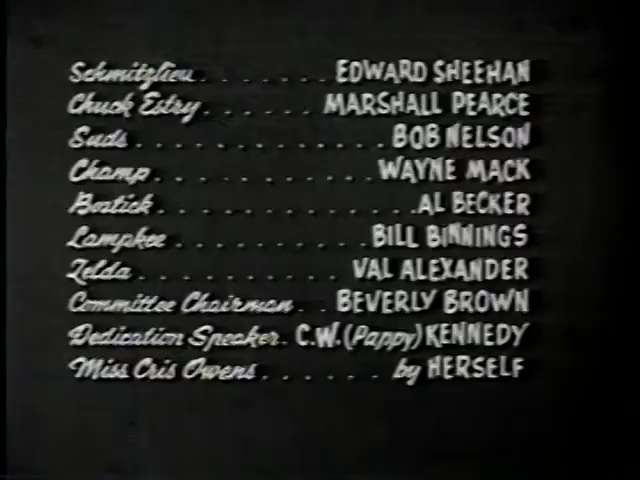 Schmitzlieu........EDWARD SHEEHAN
Chuck Estry......MARSHALL PEARCE
Suds.............BOB NELSON
Champ............WAYNE MACK
Bostick.............AL BECKER
Lampkee..........BILL BINNINGS
Zelda...........VAL ALEXANDER
Committee Chairman..BEVERLY BROWN
Dedication Speaker.C.W.(Pappy)KENNEDY
Miss Cris Owens......by HERSELF